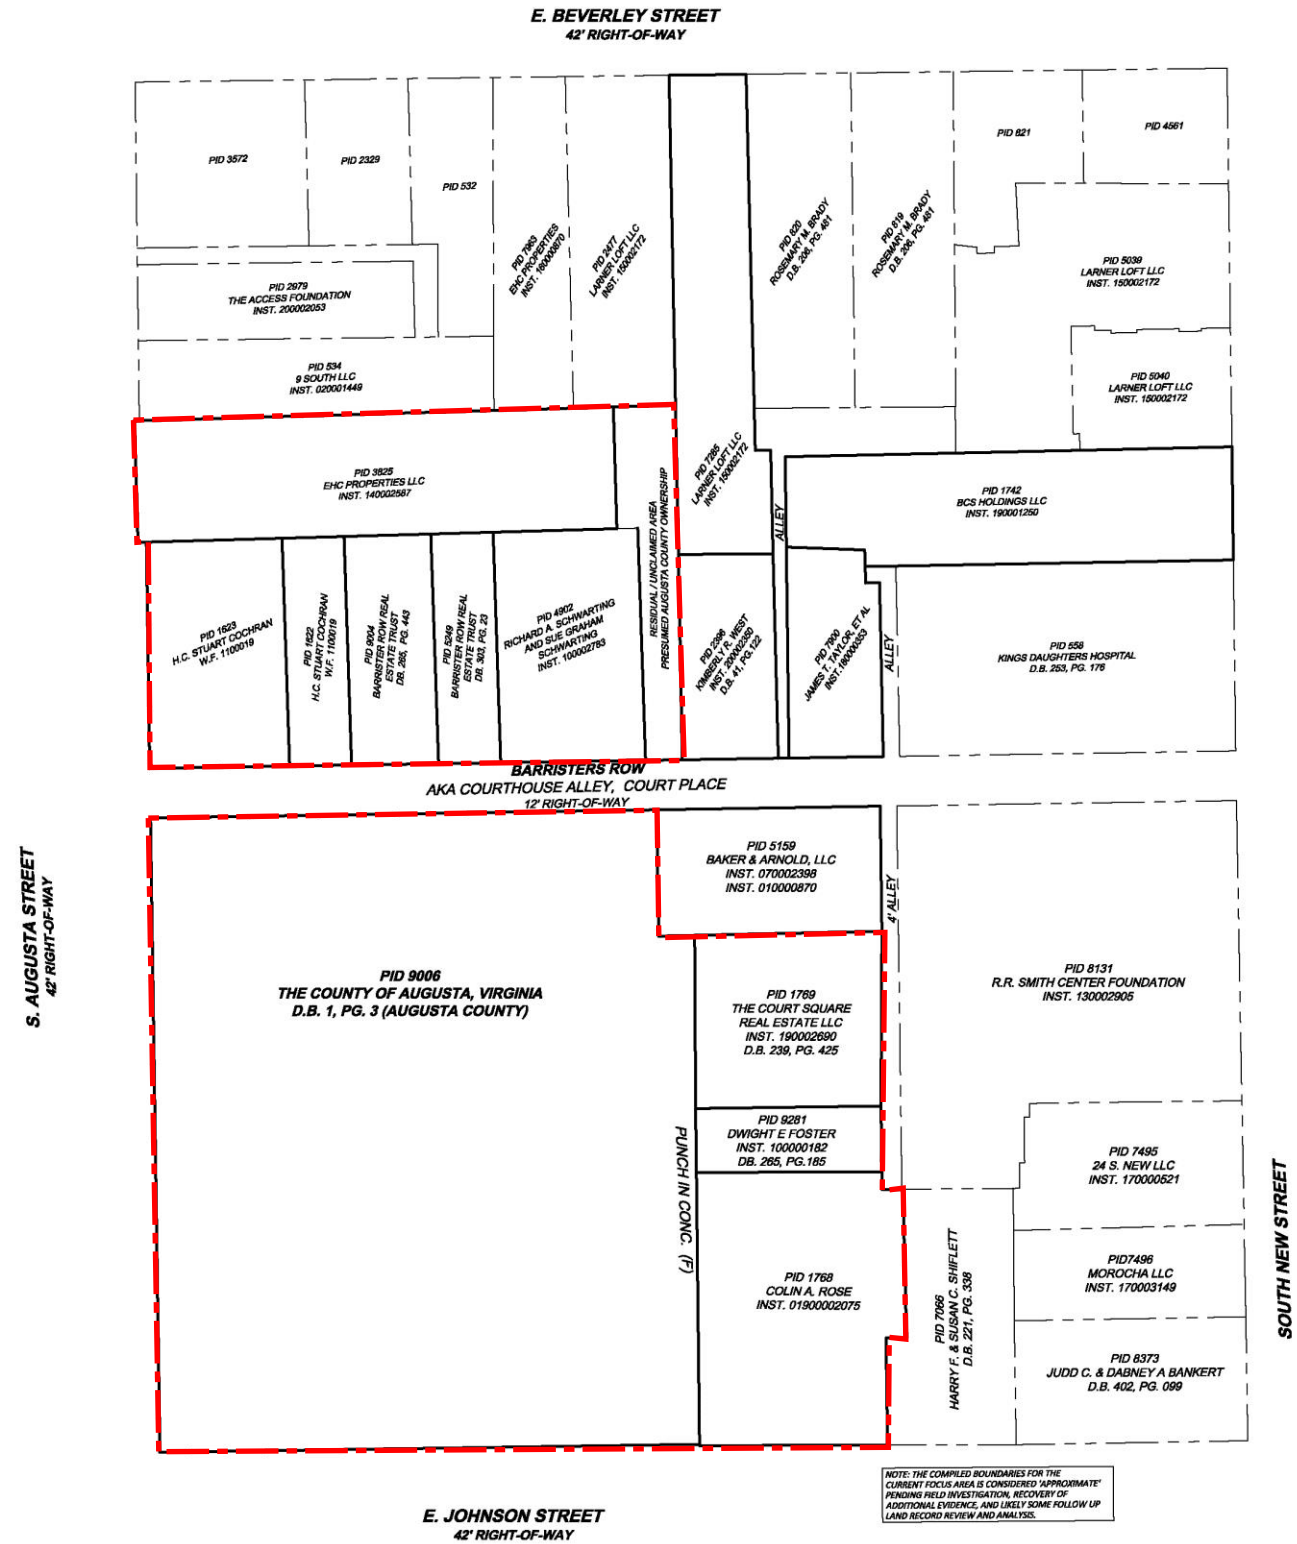 E. BEVERLEY STREET
42' RIGHT-OF-WAY
PID 3572
PID 2329
PID 532
PID 7963
EHC PROPERTIES
INST. 160000870
PID 2477
LARNER LOFT LLC
INST. 150002172
PID 820
ROSEMARY M. BRADY
D.B. 206, PG. 481
PID 819
ROSEMARY M. BRADY
D.B. 206, PG. 481
PID 821
PID 4561
PID 5039
LARNER LOFT LLC
INST. 150002172
PID 2979
THE ACCESS FOUNDATION
INST. 200002053
PID 534
9 SOUTH LLC
INST. 020001449
PID 5040
LARNER LOFT LLC
INST. 150002172
PID 3825
EHC PROPERTIES LLC
INST. 140002587
RESIDUAL / UNCLAIMED AREA
PRESUMED AUGUSTA COUNTY OWNERSHIP
PID 7285
LARNER LOFT LLC
INST. 150002172
ALLEY
PID 1742
BCS HOLDINGS LLC
INST. 190001250
PID 1623
H.C. STUART COCHRAN
W.F. 1100019
PID 1622
H.C. STUART COCHRAN
W.F. 1100019
PID 9004
BARRISTER ROW REAL
ESTATE TRUST
DB. 265, PG. 443
PID 5249
BARRISTER ROW REAL
ESTATE TRUST
DB. 303, PG. 23
PID 4902
RICHARD A. SCHWARTING
AND SUE GRAHAM
SCHWARTING
INST. 100002783
PID 2396
KIMBERLY R. WEST
INST. 200002350
D.B. 41, PG.122
PID 7900
JAMES T. TAYLOR, ET AL
INST.180000353
ALLEY
PID 558
KINGS DAUGHTERS HOSPITAL
D.B. 253, PG. 176
BARRISTERS ROW
AKA COURTHOUSE ALLEY, COURT PLACE
12' RIGHT-OF-WAY
S. AUGUSTA STREET
42' RIGHT-OF-WAY
PID 9006
THE COUNTY OF AUGUSTA, VIRGINIA
D.B. 1, PG. 3 (AUGUSTA COUNTY)
PID 5159
BAKER & ARNOLD, LLC
INST. 070002398
INST. 010000870
4' ALLEY
PID 1769
THE COURT SQUARE
REAL ESTATE LLC
INST. 190002690
D.B. 239, PG. 425
PID 8131
R.R. SMITH CENTER FOUNDATION
INST. 130002905
PID 9281
DWIGHT E FOSTER
INST. 100000182
DB. 265, PG.185
PUNCH IN CONC. (F)
PID 7495
24 S. NEW LLC
INST. 170000521
PID 1768
COLIN A. ROSE
INST. 01900002075
PID 7066
HARRY F. & SUSAN C. SHIFLETT
D.B. 221, PG. 338
PID7496
MOROCHA LLC
INST. 170003149
PID 8373
JUDD C. & DABNEY A BANKERT
D.B. 402, PG. 099
SOUTH NEW STREET
NOTE: THE COMPILED BOUNDARIES FOR THE
CURRENT FOCUS AREA IS CONSIDERED 'APPROXIMATE'
PENDING FIELD INVESTIGATION, RECOVERY OF
ADDITIONAL EVIDENCE, AND LIKELY SOME FOLLOW UP
LAND RECORD REVIEW AND ANALYSIS.
E. JOHNSON STREET
42' RIGHT-OF-WAY